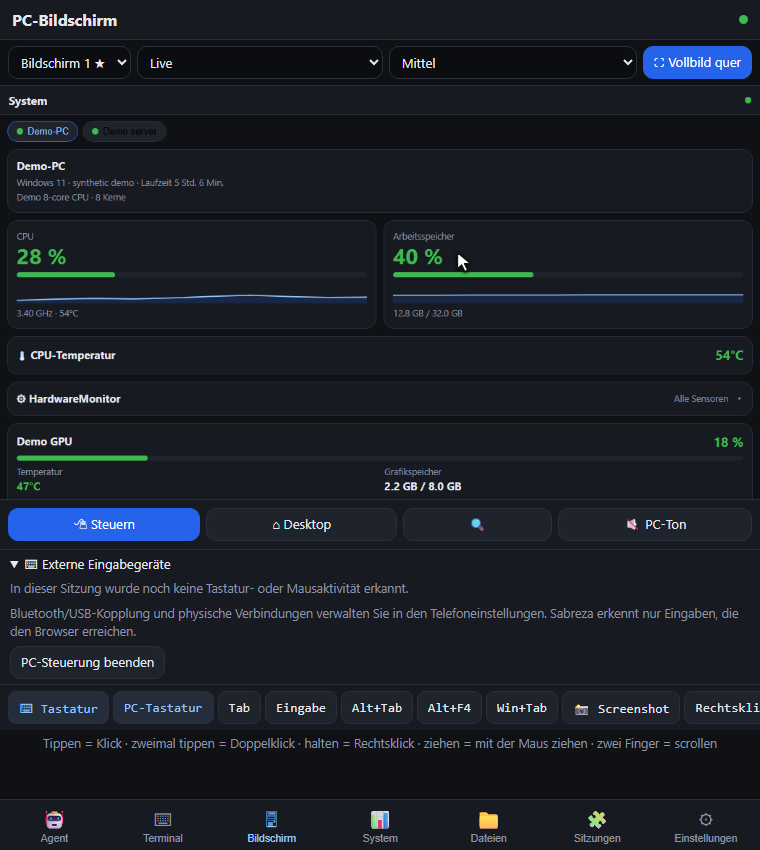 PC-Bildschirm
Bildschirm 1 ★
Live
Mittel
Vollbild quer
System
Demo-PC
Demo server
Demo-PC
Windows 11 · synthetic demo · Laufzeit 5 Std. 6 Min.
Demo 8-core CPU · 8 Kerne
CPU
28 %
3.40 GHz · 54°C
Arbeitsspeicher
40 %
12.8 GB / 32.0 GB
CPU-Temperatur
54°C
HardwareMonitor
Alle Sensoren
Demo GPU
18 %
Temperatur
47°C
Grafikspeicher
2.2 GB / 8.0 GB
Steuern
Desktop
PC-Ton
Externe Eingabegeräte
In dieser Sitzung wurde noch keine Tastatur- oder Mausaktivität erkannt.
Bluetooth/USB-Kopplung und physische Verbindungen verwalten Sie in den Telefoneinstellungen. Sabreza erkennt nur Eingaben, die
den Browser erreichen.
PC-Steuerung beenden
Tastatur
PC-Tastatur
Tab
Eingabe
Alt+Tab
Alt+F4
Win+Tab
Screenshot
Rechtskli
Tippen = Klick · zweimal tippen = Doppelklick · halten = Rechtsklick · ziehen = mit der Maus ziehen · zwei Finger = scrollen
Agent
Terminal
Bildschirm
System
Dateien
Sitzungen
Einstellungen